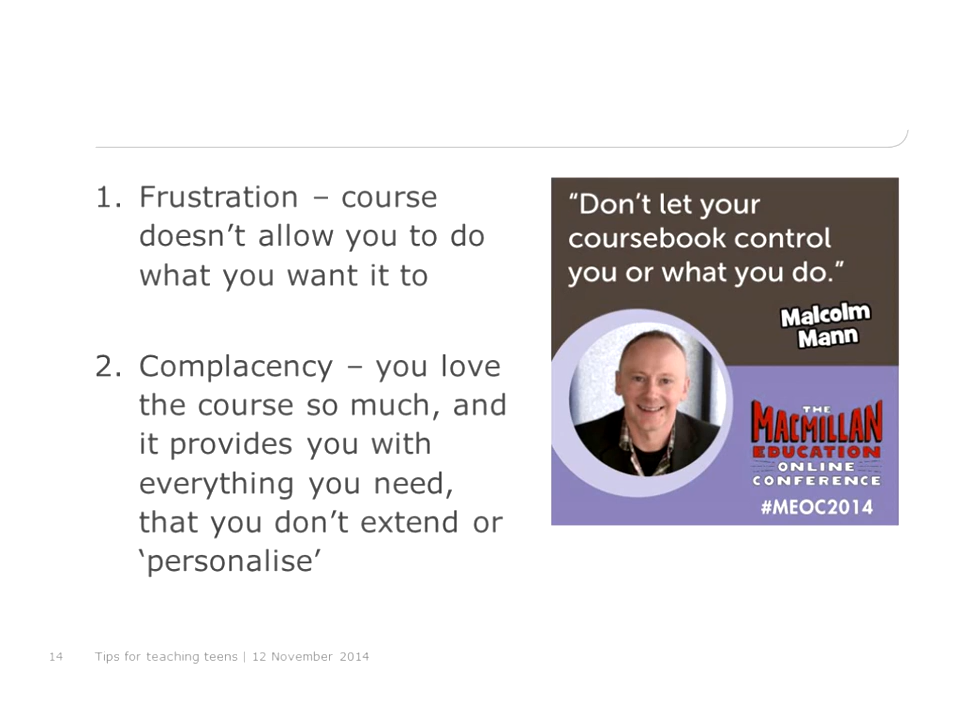 1. Frustration – course
doesn’t allow you to do
what you want it to
2. Complacency – you love
the course so much, and
it provides you with
everything you need,
that you don’t extend or
‘personalise’
“Don’t let your
coursebook control
you or what you do.”
Malcolm
Mann
THE
MACMILLAN
EDUCATION
ONLINE
CONFERENCE
#MEOC2014
14 Tips for teaching teens | 12 November 2014